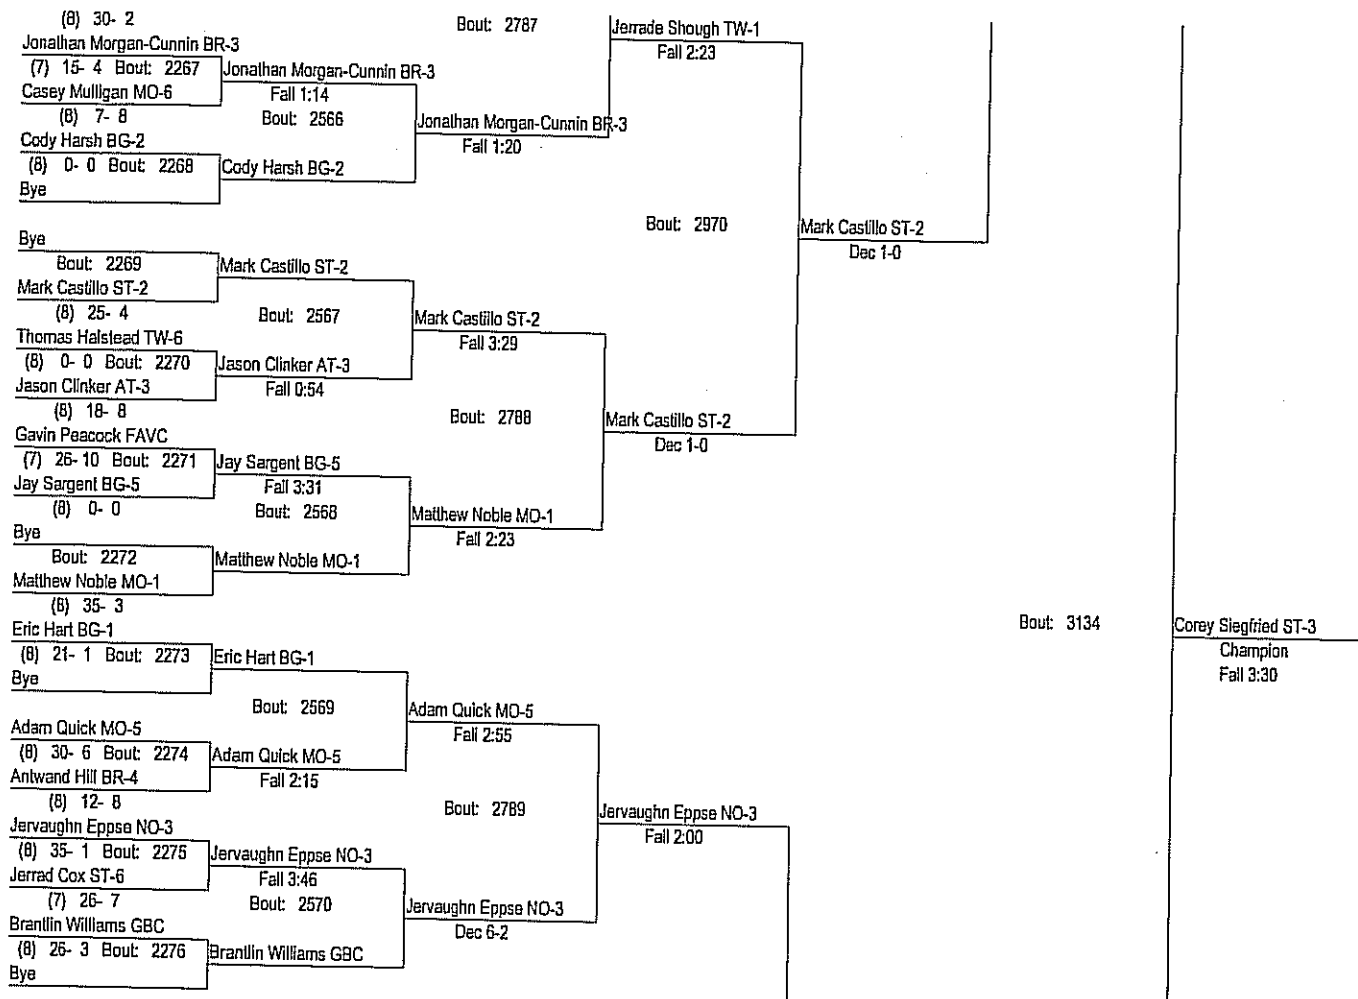 (8) 30- 2
Bout: 2787
Jerrade Shough TW-1
Fall 2:23
Jonathan Morgan-Cunnin BR-3
(7) 15- 4 Bout: 2267
Jonathan Morgan-Cunnin BR-3
Casey Mulligan MO-6
Fall 1:14
(8) 7- 8
Bout: 2566
Jonathan Morgan-Cunnin BR-3
Fall 1:20
Cody Harsh BG-2
(8) 0- 0 Bout: 2268
Cody Harsh BG-2
Bye
Bout: 2970
Mark Castillo ST-2
Dec 1-0
Bye
Bout: 2269
Mark Castillo ST-2
Mark Castillo ST-2
(8) 25- 4
Bout: 2567
Mark Castillo ST-2
Fall 3:29
Thomas Halstead TW-6
(8) 0- 0 Bout: 2270
Jason Clinker AT-3
Jason Clinker AT-3
Fall 0:54
(8) 18- 8
Bout: 2788
Mark Castillo ST-2
Dec 1-0
Gavin Peacock FAVC
(7) 26-10 Bout: 2271
Jay Sargent BG-5
Jay Sargent BG-5
Fall 3:31
(8) 0- 0
Bout: 2568
Matthew Noble MO-1
Fall 2:23
Bye
Bout: 2272
Matthew Noble MO-1
Matthew Noble MO-1
(8) 35- 3
Bout: 3134
Corey Siegfried ST-3
Champion
Fall 3:30
Eric Hart BG-1
(8) 21- 1 Bout: 2273
Eric Hart BG-1
Bye
Bout: 2569
Adam Quick MO-5
Fall 2:55
Adam Quick MO-5
(8) 30- 6 Bout: 2274
Adam Quick MO-5
Antwand Hill BR-4
Fall 2:15
(8) 12- 8
Bout: 2789
Jervaughn Eppse NO-3
Fall 2:00
Jervaughn Eppse NO-3
(8) 35- 1 Bout: 2275
Jervaughn Eppse NO-3
Jerrad Cox ST-6
Fall 3:46
(7) 26- 7
Bout: 2570
Jervaughn Eppse NO-3
Dec 6-2
Brantlin Williams GBC
(8) 26- 3 Bout: 2276
Brantlin Williams GBC
Bye